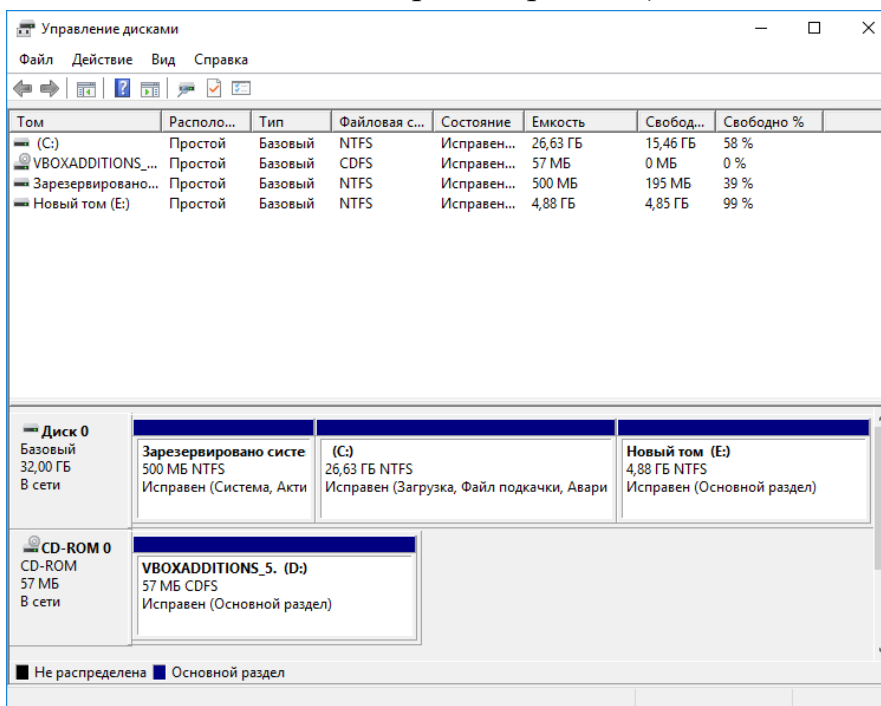 Управление дисками
Файл Действие Вид Справка
Том Располо... Тип Файловая с... Состояние Емкость Свобод... Свободно %
(C:) Простой Базовый NTFS Исправен... 26,63 ГБ 15,46 ГБ 58 %
VBOXADDITIONS_... Простой Базовый CDFS Исправен... 57 МБ 0 МБ 0 %
Зарезервировано... Простой Базовый NTFS Исправен... 500 МБ 195 МБ 39 %
Новый том (E:) Простой Базовый NTFS Исправен... 4,88 ГБ 4,85 ГБ 99 %
Диск 0
Базовый
32,00 ГБ
В сети
Зарезервировано систе
500 МБ NTFS
Исправен (Система, Акти
(C:)
26,63 ГБ NTFS
Исправен (Загрузка, Файл подкачки, Авари
Новый том (E:)
4,88 ГБ NTFS
Исправен (Основной раздел)
CD-ROM 0
CD-ROM
57 МБ
В сети
VBOXADDITIONS_5. (D:)
57 МБ CDFS
Исправен (Основной раздел)
Не распределена Основной раздел